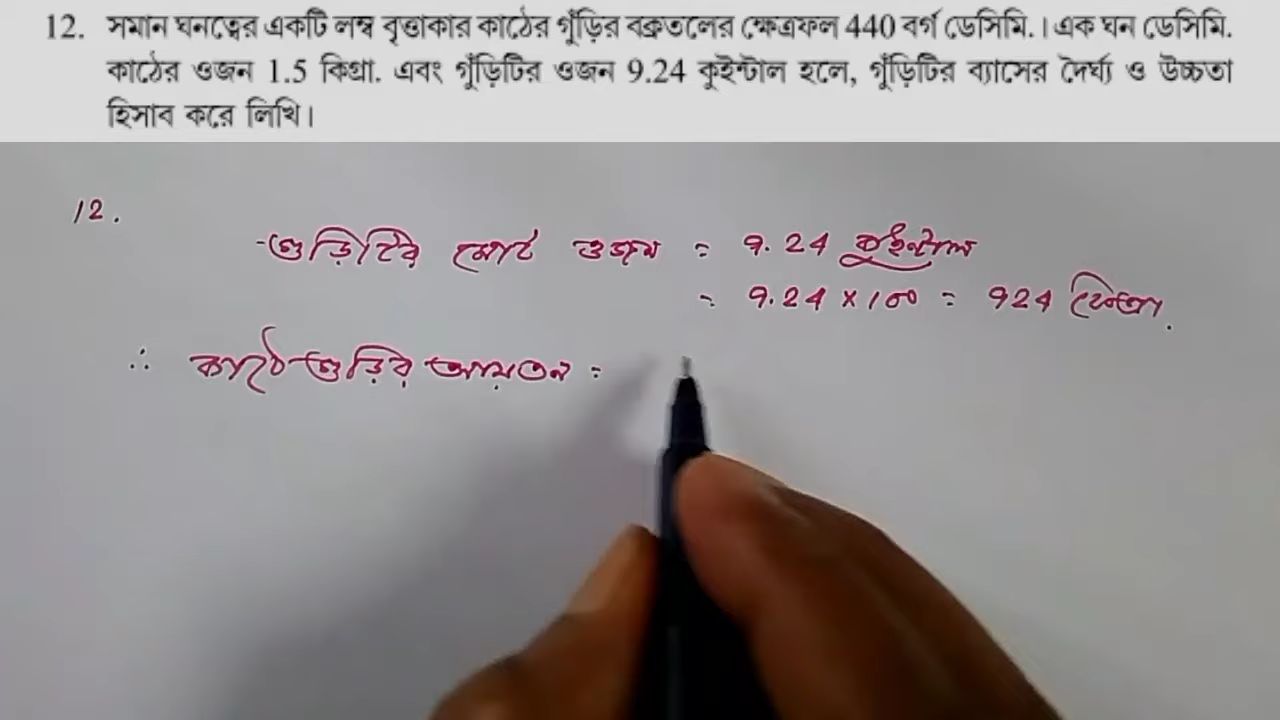 12. সমান ঘনত্বের একটি লম্ব বৃত্তাকার কাঠের গুঁড়ির বক্রতলের ক্ষেত্রফল 440 বর্গ ডেসিমি.। এক ঘন ডেসিমি.
কাঠের ওজন 1.5 কিগ্রা. এবং গুঁড়িটির ওজন 9.24 কুইন্টাল হলে, গুঁড়িটির ব্যাসের দৈর্ঘ্য ও উচ্চতা
হিসাব করে লিখি।
12.
গুড়িটির মোট ওজন = 9.24 কুইন্টাল
= 9.24 × 100 = 924 কিগ্রা.
∴ কাঠে গুড়ির আয়তন =